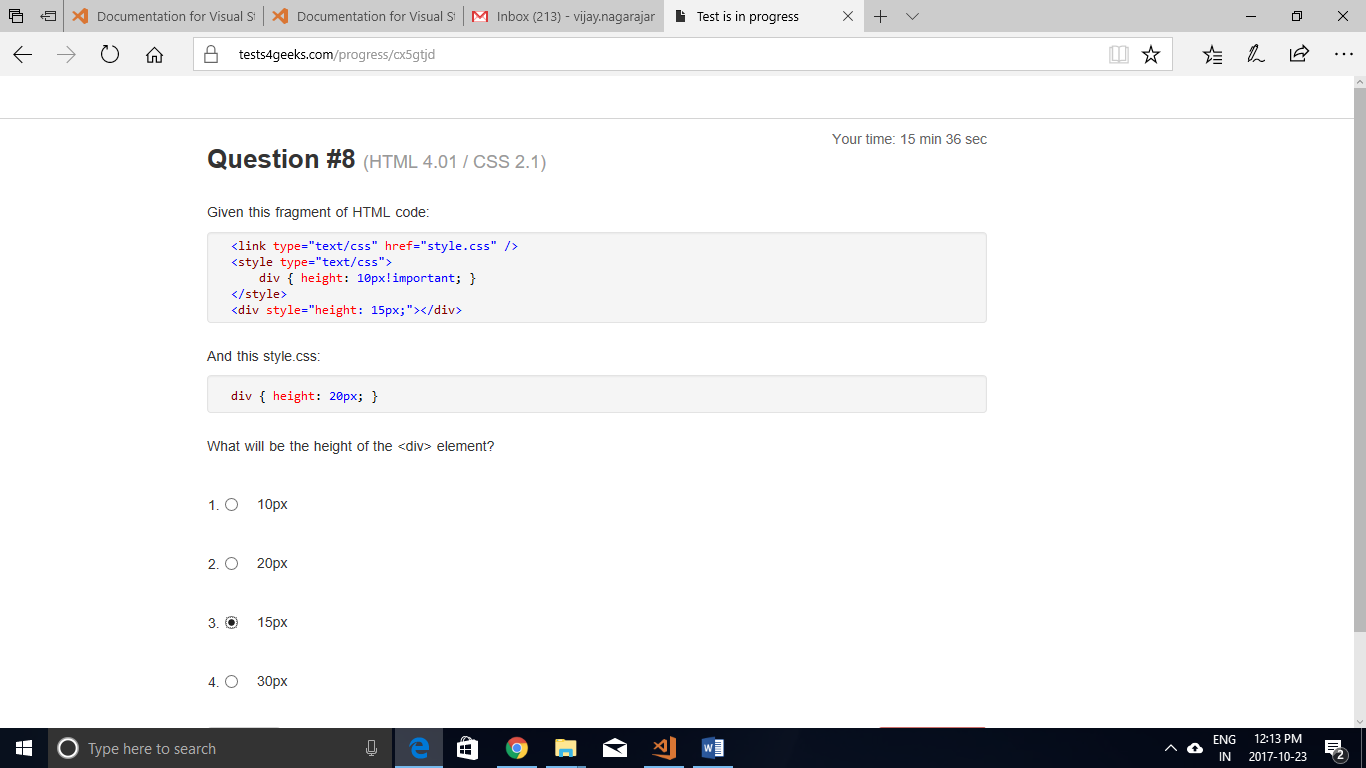 Documentation for Visual St
Documentation for Visual St
Inbox (213) - vijay.nagarajar
Test is in progress
tests4geeks.com/progress/cx5gtjd
Your time: 15 min 36 sec
Question #8 (HTML 4.01 / CSS 2.1)
Given this fragment of HTML code:
<link type="text/css" href="style.css" />
<style type="text/css">
div { height: 10px!important; }
</style>
<div style="height: 15px;"></div>
And this style.css:
div { height: 20px; }
What will be the height of the <div> element?
1. 10px
2. 20px
3. 15px
4. 30px
Type here to search
ENG
IN
12:13 PM
2017-10-23
2